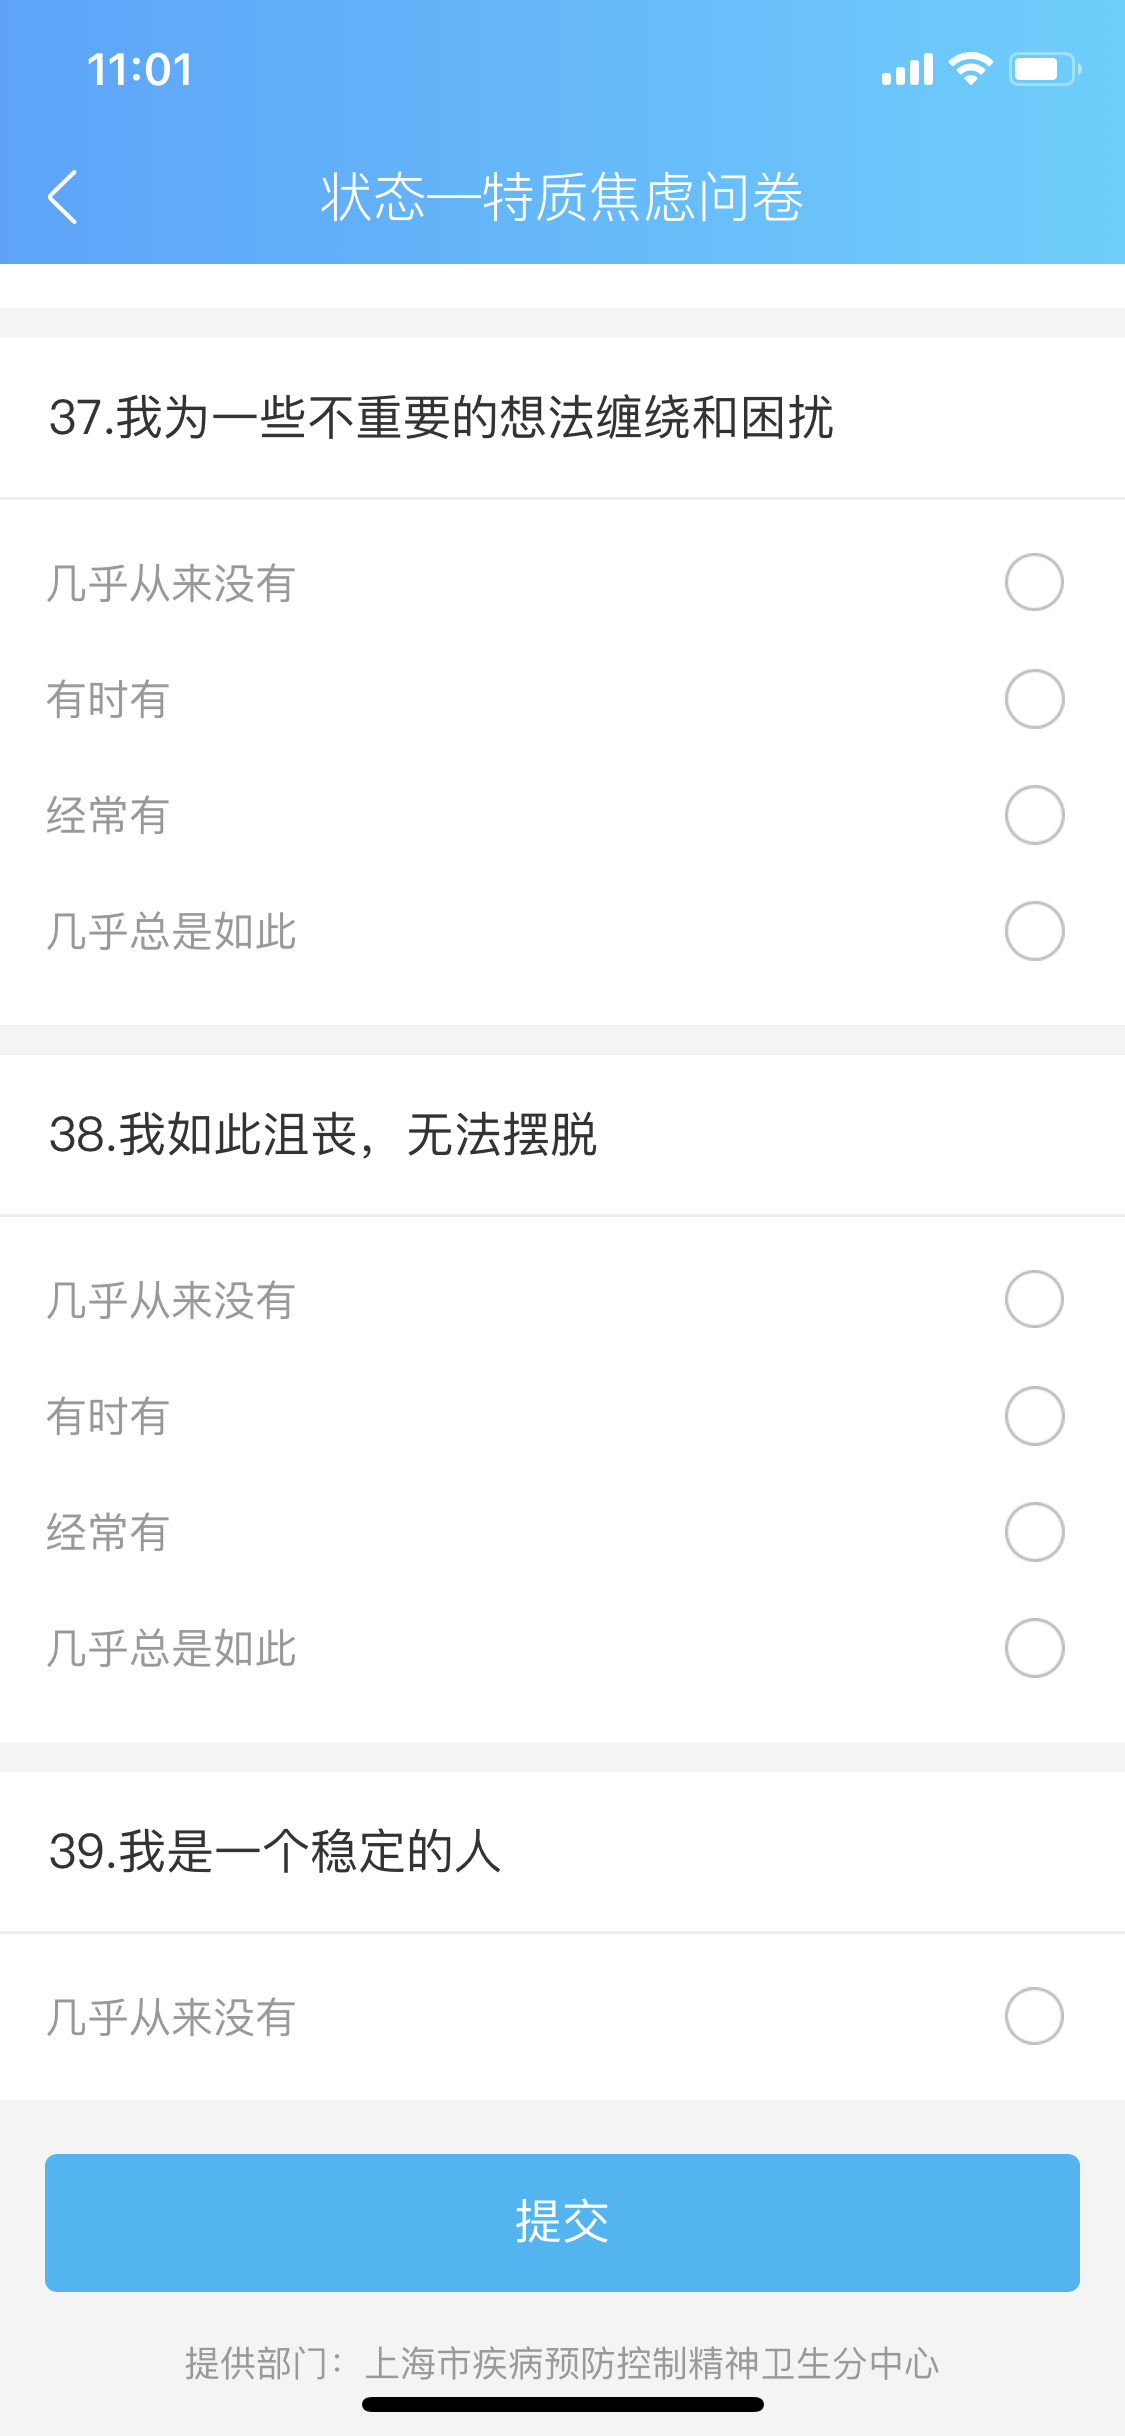 11:01
状态—特质焦虑问卷
37.我为一些不重要的想法缠绕和困扰
几乎从来没有
有时有
经常有
几乎总是如此
38.我如此沮丧，无法摆脱
几乎从来没有
有时有
经常有
几乎总是如此
39.我是一个稳定的人
几乎从来没有
提交
提供部门：上海市疾病预防控制精神卫生分中心